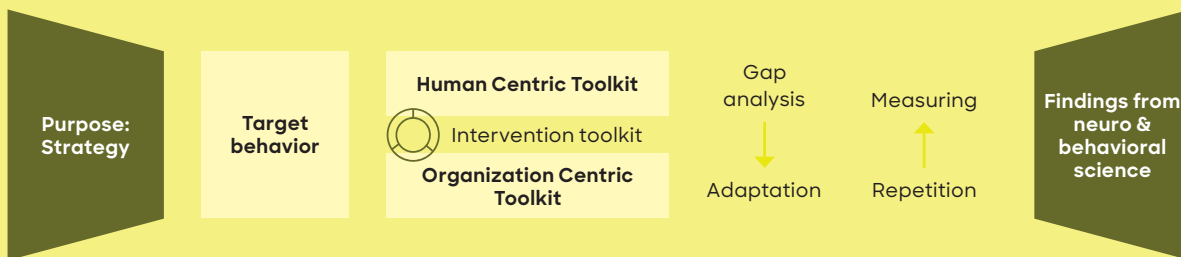 Purpose:
Strategy
Target
behavior
Human Centric Toolkit
Intervention toolkit
Organization Centric
Toolkit
Gap
analysis
Adaptation
Measuring
Repetition
Findings from
neuro &
behavioral
science